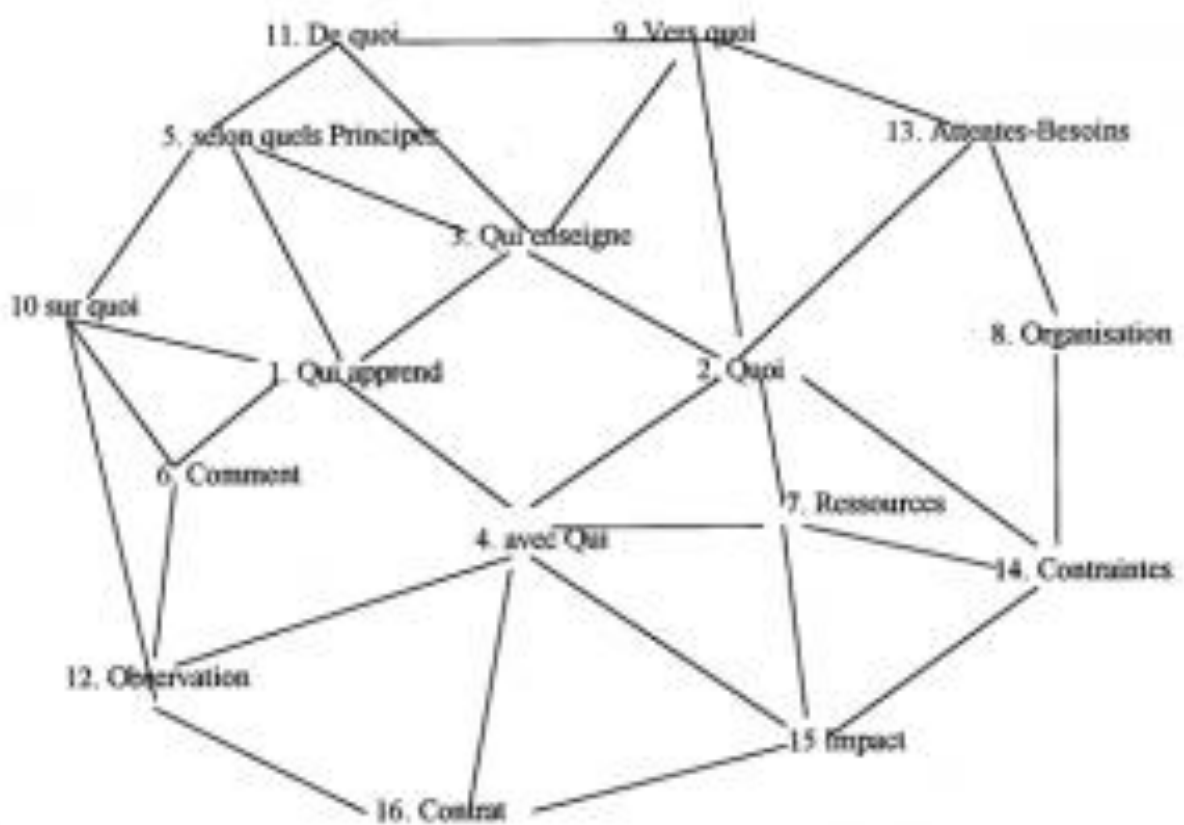 11. De quoi
9. Vers quoi
5. selon quels Principes
13. Attentes-Besoins
3. Qui enseigne
10 sur quoi
8. Organisation
1. Qui apprend
2. Quoi
6. Comment
7. Ressources
4. avec Qui
14. Contraintes
12. Observation
15 Impact
16. Contrat